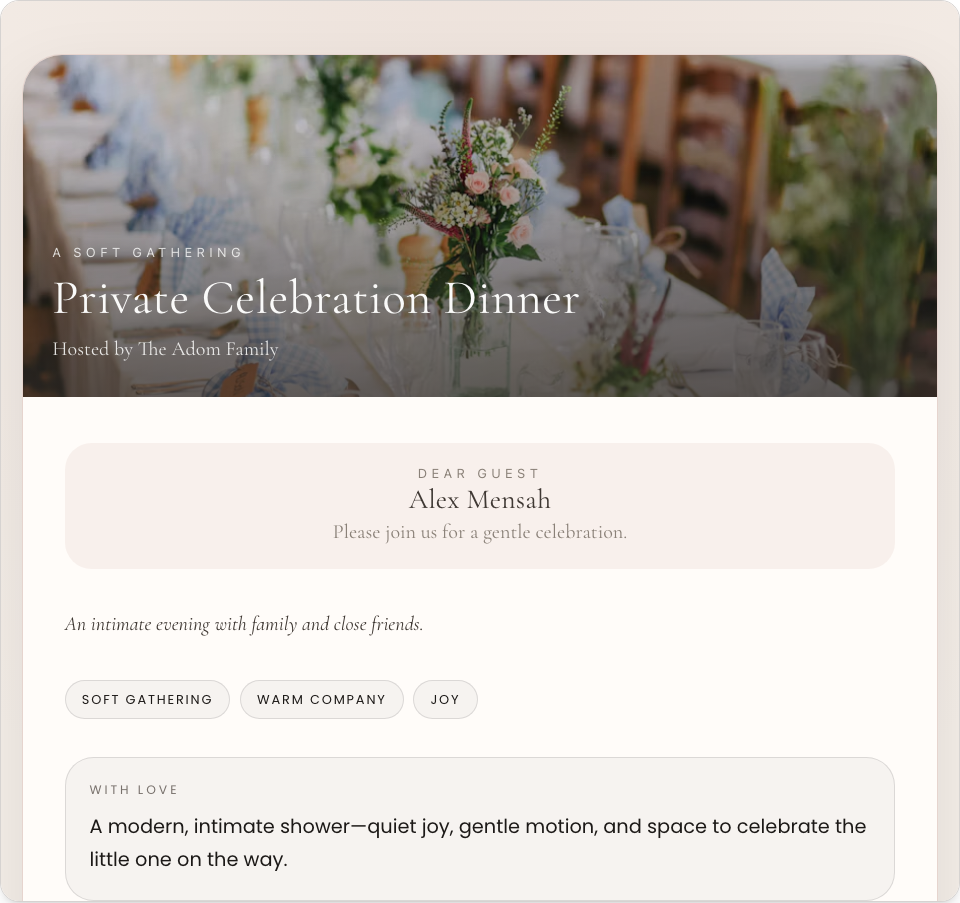 A SOFT GATHERING
Private Celebration Dinner
Hosted by The Adom Family
DEAR GUEST
Alex Mensah
Please join us for a gentle celebration.
An intimate evening with family and close friends.
SOFT GATHERING
WARM COMPANY
JOY
WITH LOVE
A modern, intimate shower—quiet joy, gentle motion, and space to celebrate the
little one on the way.